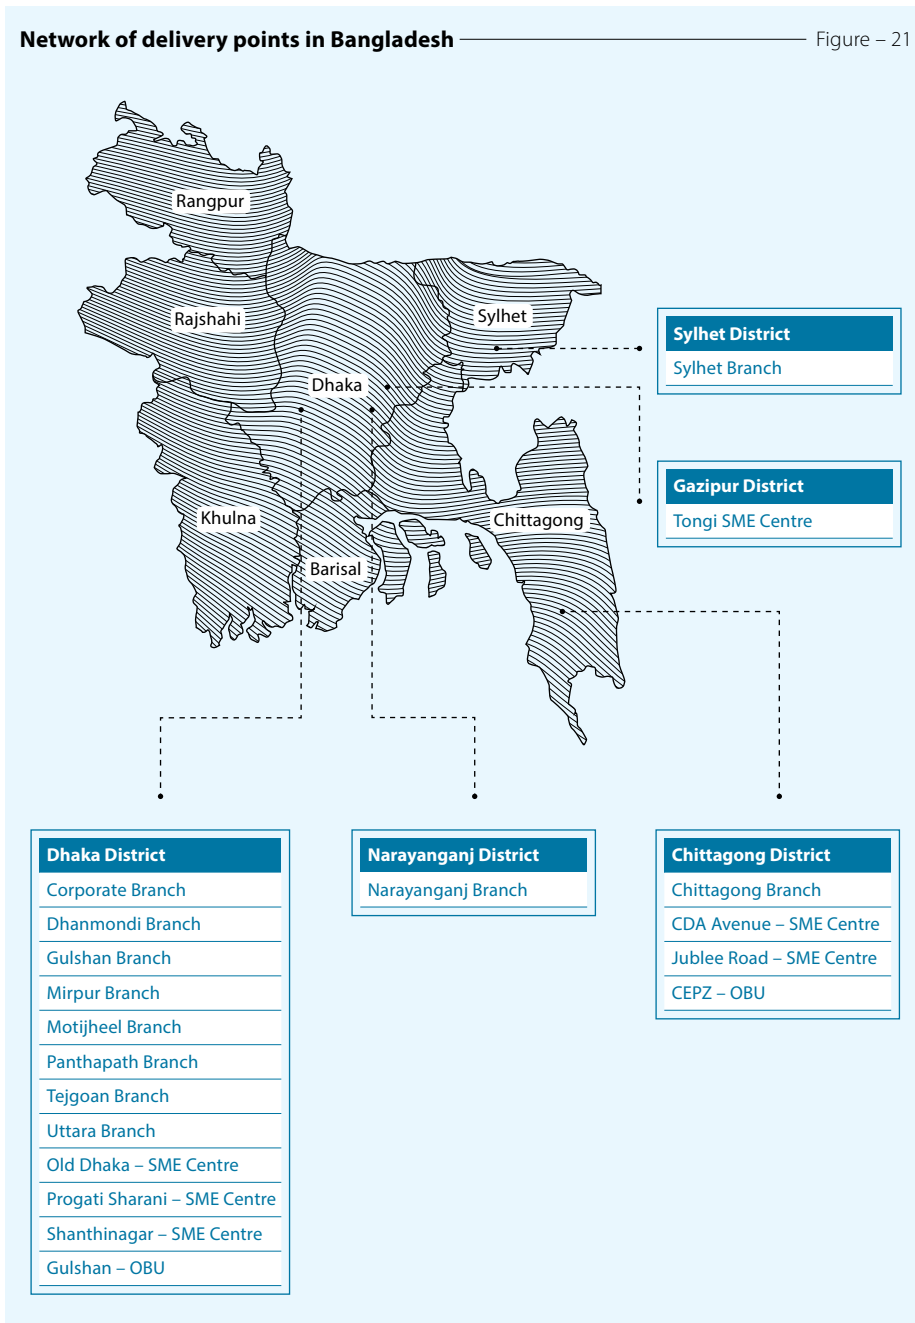 Network of delivery points in Bangladesh
Figure – 21
Rangpur
Rajshahi
Sylhet
Dhaka
Khulna
Chittagong
Barisal
Sylhet District
Sylhet Branch
Gazipur District
Tongi SME Centre
Dhaka District
Corporate Branch
Dhanmondi Branch
Gulshan Branch
Mirpur Branch
Motijheel Branch
Panthapath Branch
Tejgoan Branch
Uttara Branch
Old Dhaka – SME Centre
Progati Sharani – SME Centre
Shanthinagar – SME Centre
Gulshan – OBU
Narayanganj District
Narayanganj Branch
Chittagong District
Chittagong Branch
CDA Avenue – SME Centre
Jublee Road – SME Centre
CEPZ – OBU